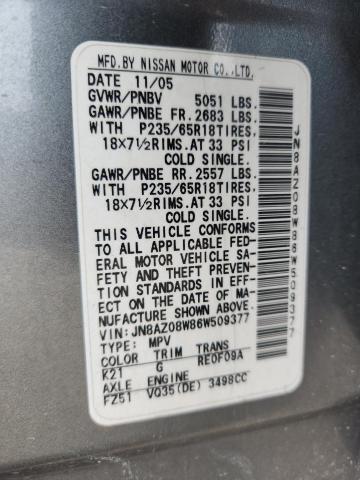 MFD.BY NISSAN MOTOR CO.,LTD.
DATE 11/05
GVWR/PNBV 5051 LBS.
GAWR/PNBE FR. 2683 LBS.
WITH P235/65R18TIRES,
18X7½RIMS.AT 33 PSI
COLD SINGLE.
GAWR/PNBE RR. 2557 LBS.
WITH P235/65R18TIRES,
18X7½RIMS.AT 33 PSI
COLD SINGLE.
THIS VEHICLE CONFORMS
TO ALL APPLICABLE FED-
ERAL MOTOR VEHICLE SA-
FETY AND THEFT PREVEN-
TION STANDARDS IN EFF-
ECT ON THE DATE OF MA-
NUFACTURE SHOWN ABOVE.
VIN:JN8AZ08W86W509377
TYPE: MPV
COLOR TRIM TRANS
K21 G RE0F09A
AXLE ENGINE
FZ51 VQ35(DE) 3498CC
JN8AZ08W86W509377